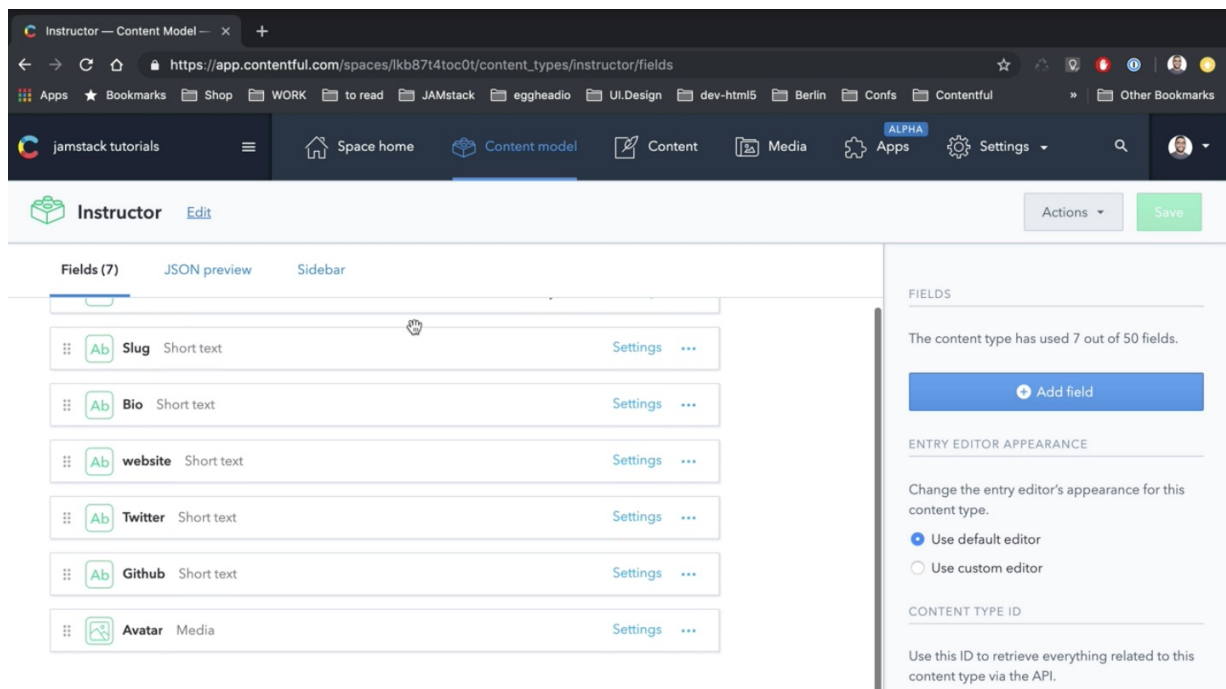 Instructor — Content Model —
https://app.contentful.com/spaces/lkb87t4toc0t/content_types/instructor/fields
Apps Bookmarks Shop WORK to read JAMstack eggheadio UI.Design dev-html5 Berlin Confs Contentful » Other Bookmarks
ALPHA
jamstack tutorials Space home Content model Content Media Apps Settings
Instructor Edit Actions Save
Fields (7) JSON preview Sidebar
Slug Short text Settings
Bio Short text Settings
website Short text Settings
Twitter Short text Settings
Github Short text Settings
Avatar Media Settings
FIELDS
The content type has used 7 out of 50 fields.
Add field
ENTRY EDITOR APPEARANCE
Change the entry editor's appearance for this
content type.
Use default editor
Use custom editor
CONTENT TYPE ID
Use this ID to retrieve everything related to this
content type via the API.